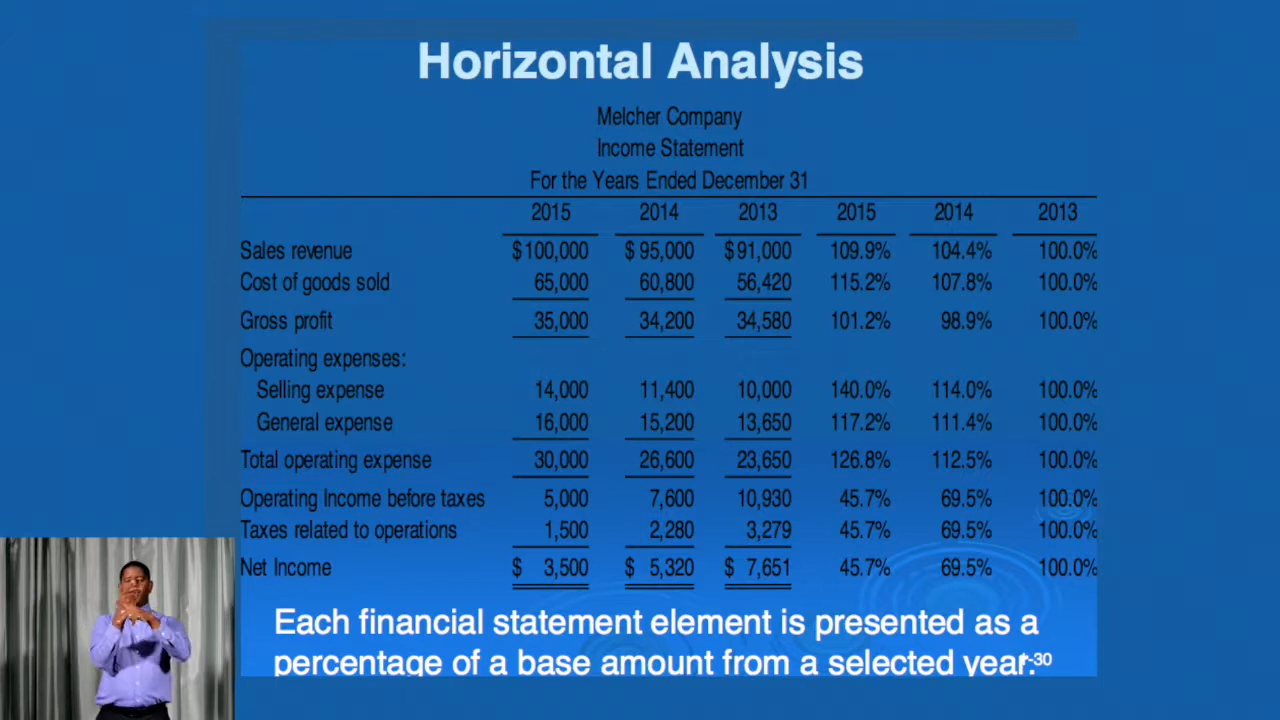 Horizontal Analysis
Melcher Company
Income Statement
For the Years Ended December 31
2015 2014 2013 2015 2014 2013
Sales revenue $100,000 $ 95,000 $91,000 109.9% 104.4% 100.0%
Cost of goods sold 65,000 60,800 56,420 115.2% 107.8% 100.0%
Gross profit 35,000 34,200 34,580 101.2% 98.9% 100.0%
Operating expenses:
Selling expense 14,000 11,400 10,000 140.0% 114.0% 100.0%
General expense 16,000 15,200 13,650 117.2% 111.4% 100.0%
Total operating expense 30,000 26,600 23,650 126.8% 112.5% 100.0%
Operating Income before taxes 5,000 7,600 10,930 45.7% 69.5% 100.0%
Taxes related to operations 1,500 2,280 3,279 45.7% 69.5% 100.0%
Net Income $ 3,500 $ 5,320 $ 7,651 45.7% 69.5% 100.0%
Each financial statement element is presented as a
percentage of a base amount from a selected year.